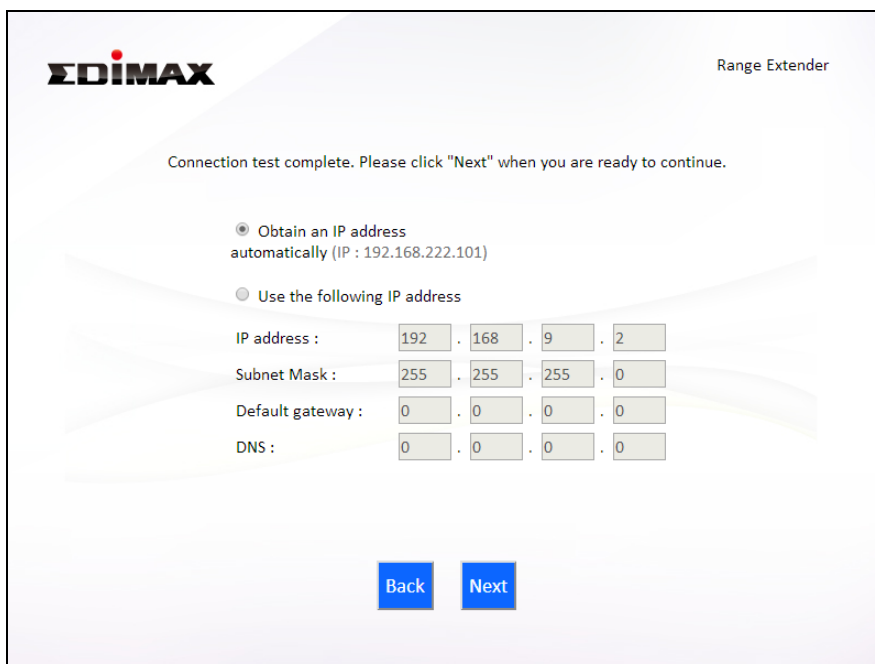 EDIMAX
Range Extender
Connection test complete. Please click "Next" when you are ready to continue.
Obtain an IP address
automatically (IP : 192.168.222.101)
Use the following IP address
IP address : 192 . 168 . 9 . 2
Subnet Mask : 255 . 255 . 255 . 0
Default gateway : 0 . 0 . 0 . 0
DNS : 0 . 0 . 0 . 0
Back Next